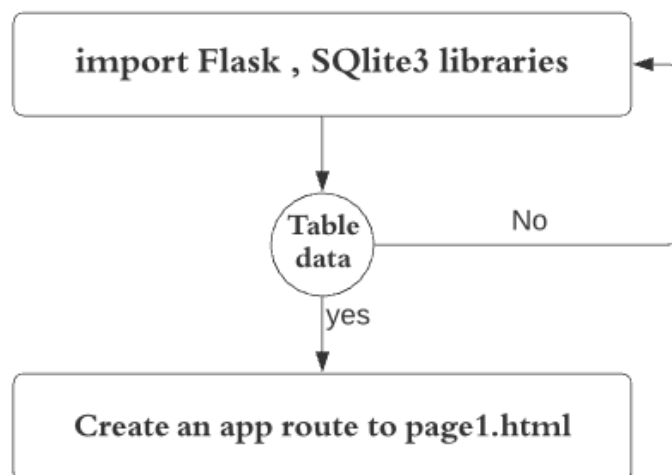 import Flask , SQlite3 libraries
Table
data
No
yes
Create an app route to page1.html